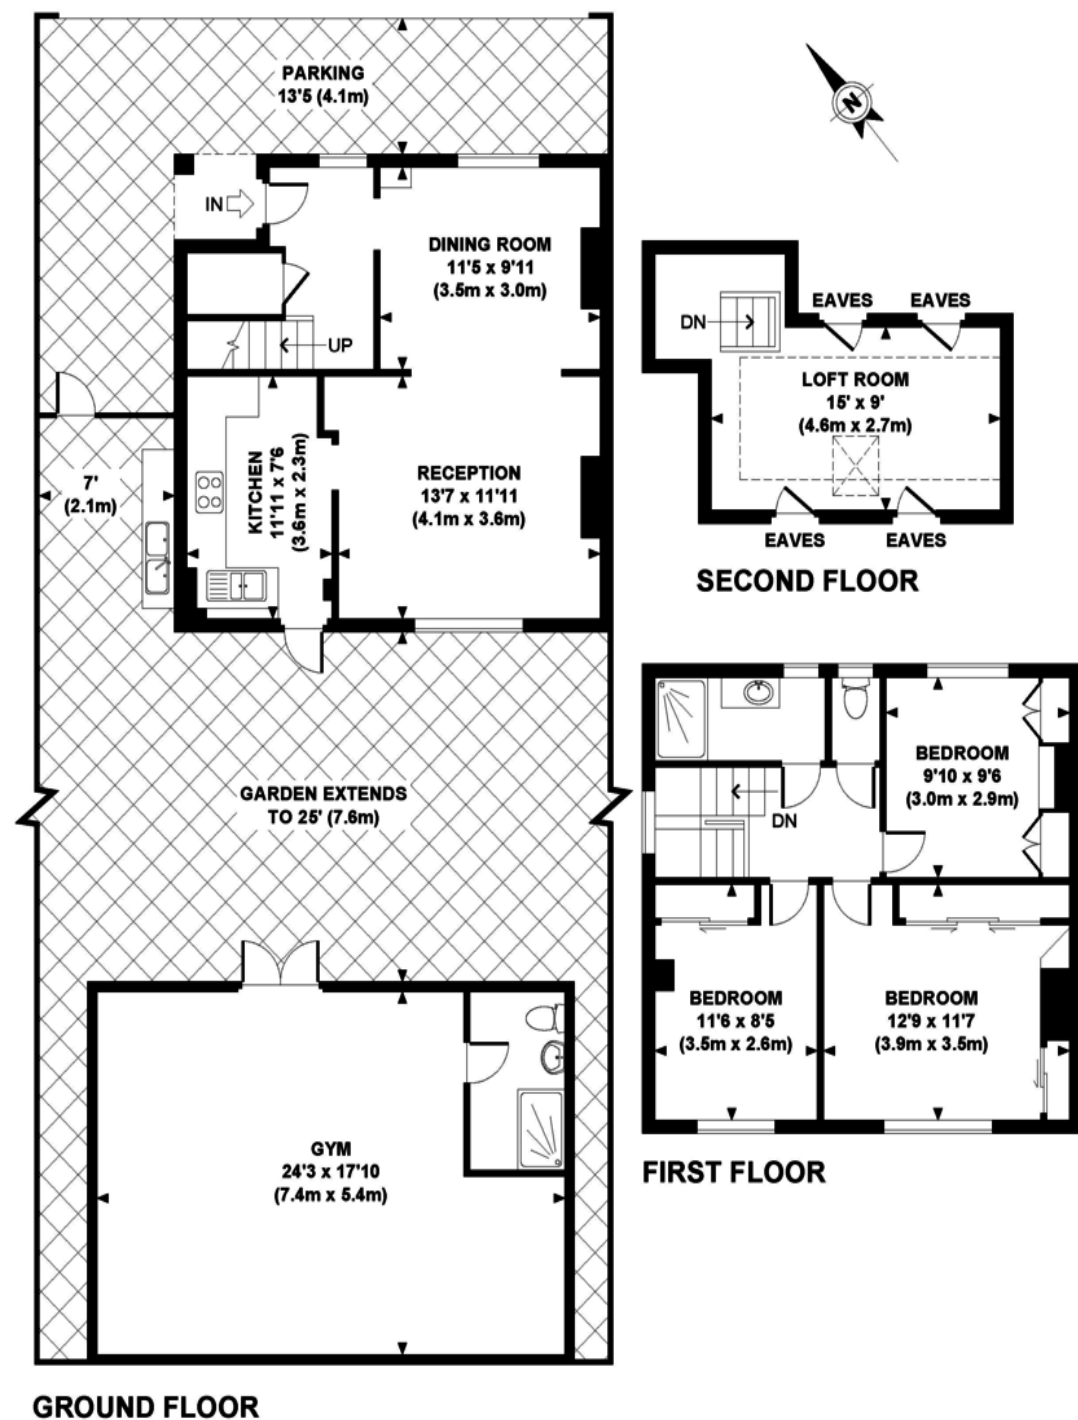 PARKING
13'5 (4.1m)
N
IN
DINING ROOM
11'5 x 9'11
(3.5m x 3.0m)
UP
KITCHEN
11'11 x 7'6
(3.6m x 2.3m)
RECEPTION
13'7 x 11'11
(4.1m x 3.6m)
7'
(2.1m)
GARDEN EXTENDS
TO 25' (7.6m)
GYM
24'3 x 17'10
(7.4m x 5.4m)
GROUND FLOOR
EAVES
EAVES
DN
LOFT ROOM
15' x 9'
(4.6m x 2.7m)
EAVES
EAVES
SECOND FLOOR
BEDROOM
9'10 x 9'6
(3.0m x 2.9m)
DN
BEDROOM
11'6 x 8'5
(3.5m x 2.6m)
BEDROOM
12'9 x 11'7
(3.9m x 3.5m)
FIRST FLOOR